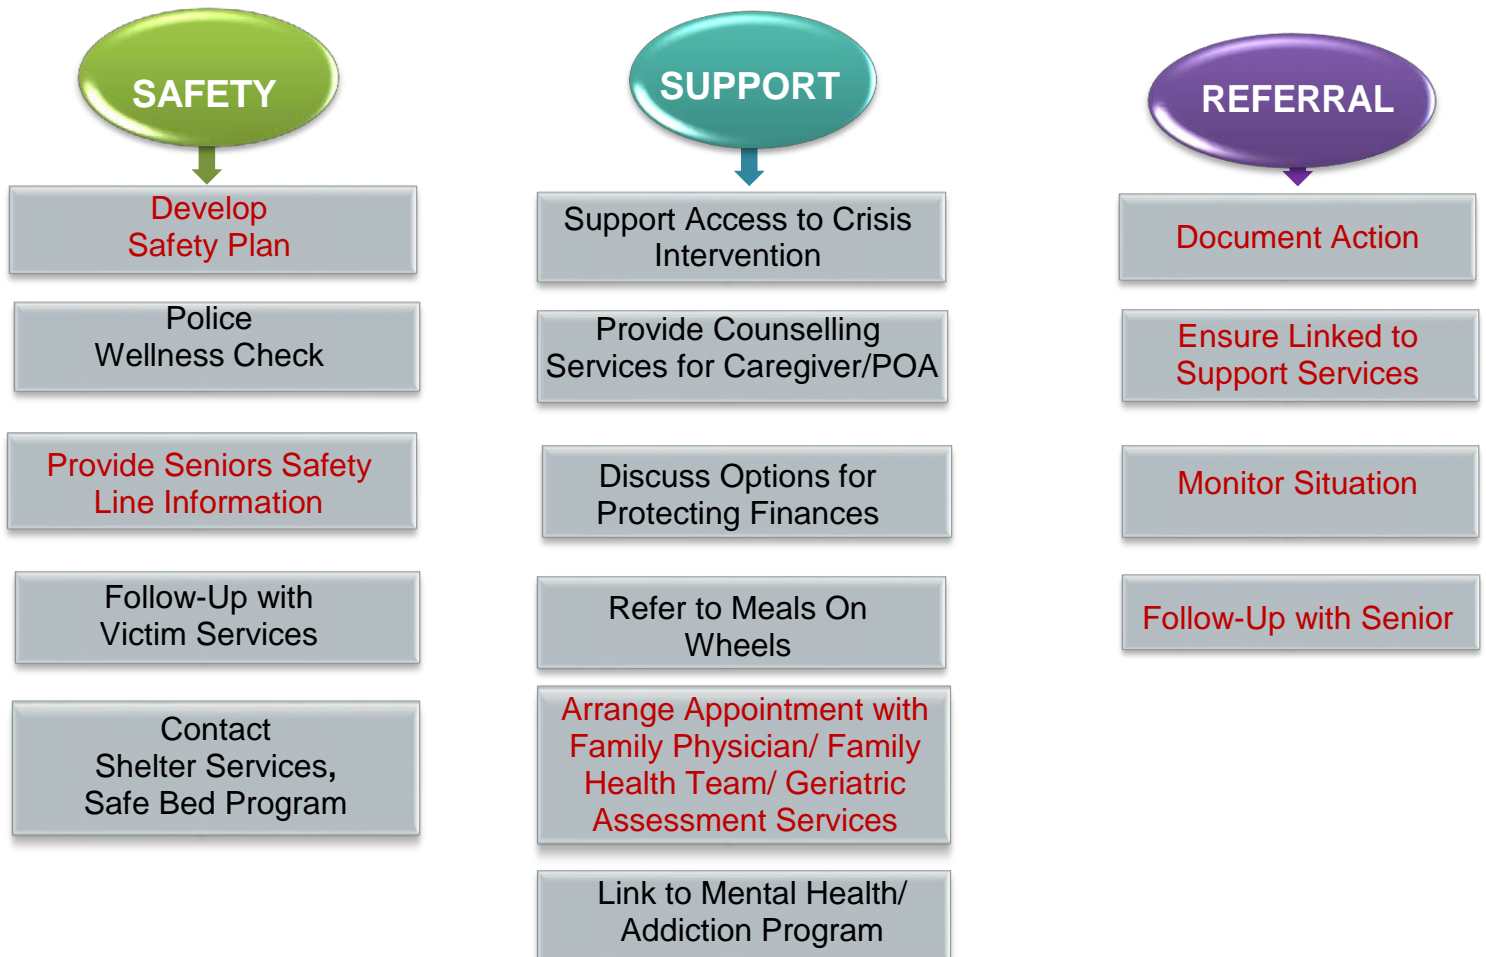 SAFETY
Develop
Safety Plan
Police
Wellness Check
Provide Seniors Safety
Line Information
Follow-Up with
Victim Services
Contact
Shelter Services,
Safe Bed Program
SUPPORT
Support Access to Crisis
Intervention
Provide Counselling
Services for Caregiver/POA
Discuss Options for
Protecting Finances
Refer to Meals On
Wheels
Arrange Appointment with
Family Physician/ Family
Health Team/ Geriatric
Assessment Services
Link to Mental Health/
Addiction Program
REFERRAL
Document Action
Ensure Linked to
Support Services
Monitor Situation
Follow-Up with Senior